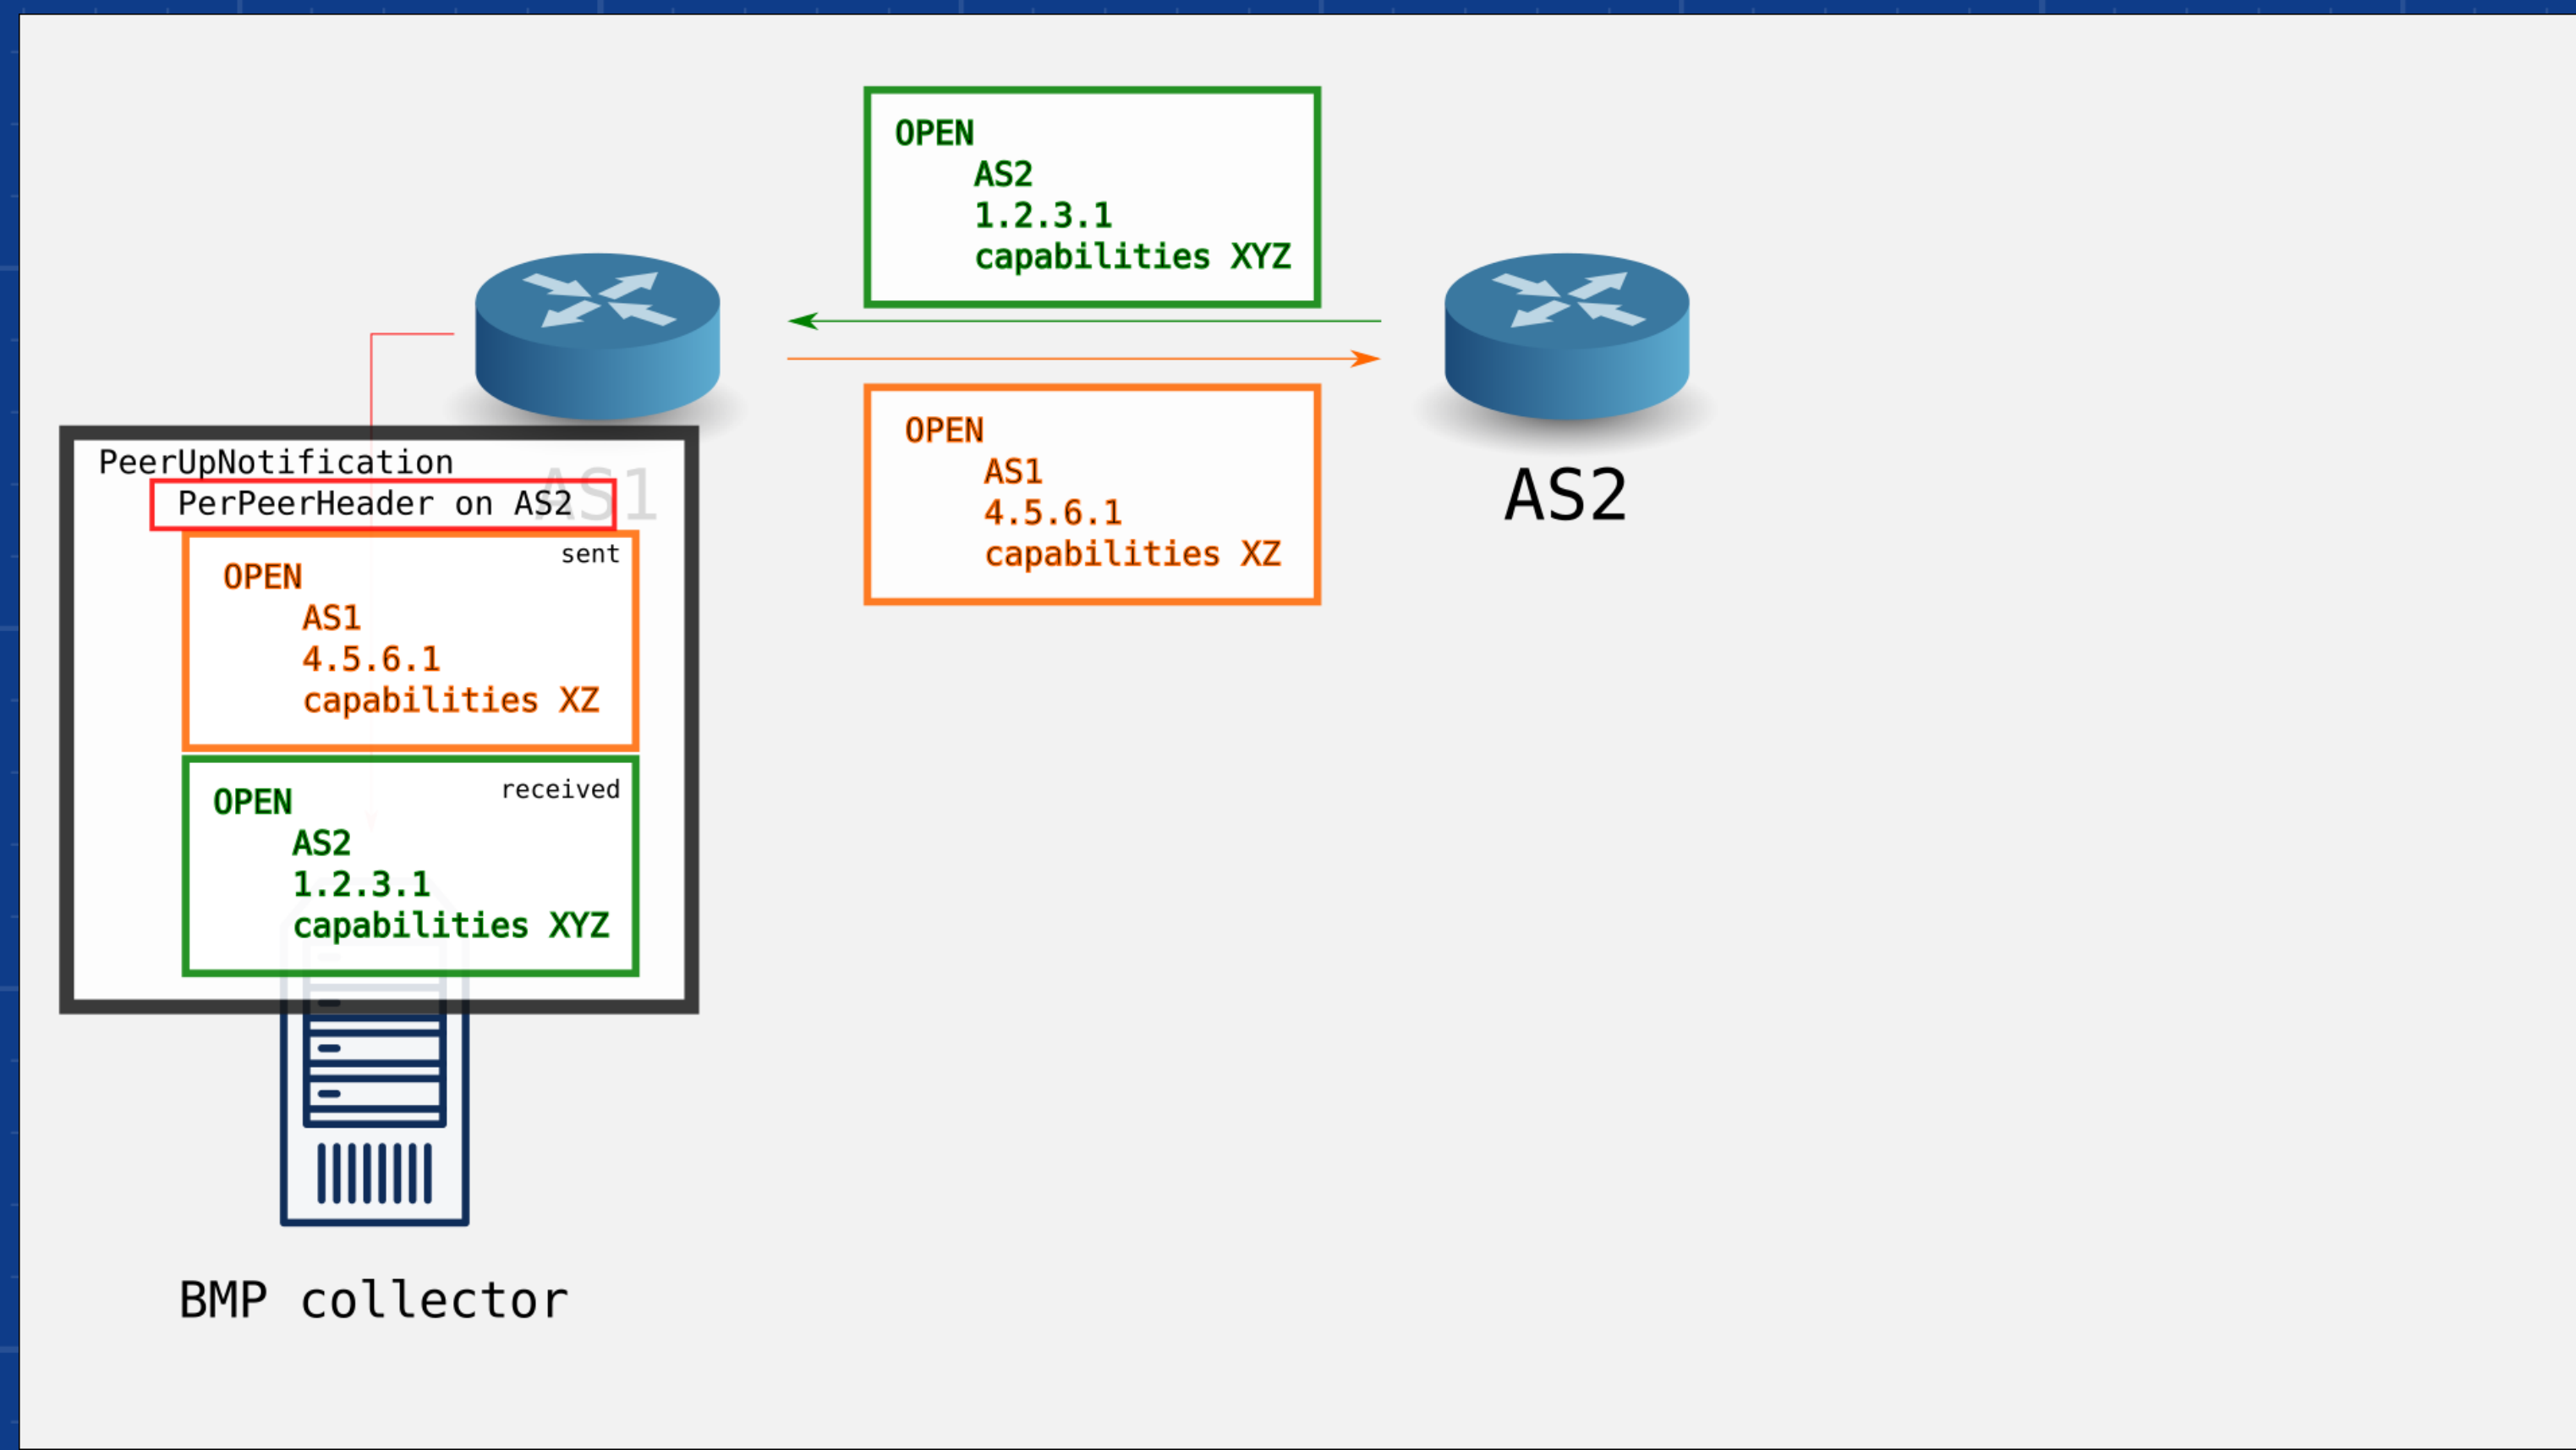 OPEN
AS2
1.2.3.1
capabilities XYZ
OPEN
AS1
4.5.6.1
capabilities XZ
AS1
AS2
PeerUpNotification
PerPeerHeader on AS2
sent
OPEN
AS1
4.5.6.1
capabilities XZ
received
OPEN
AS2
1.2.3.1
capabilities XYZ
BMP collector